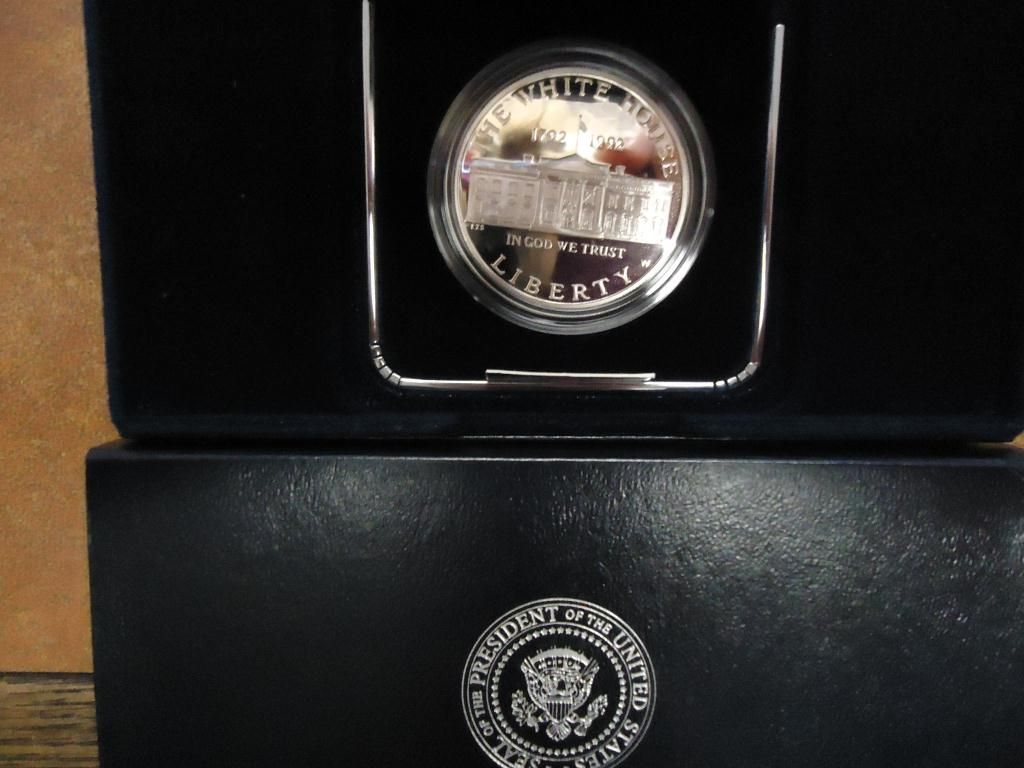 THE WHITE HOUSE
1792 1992
IN GOD WE TRUST
W
LIBERTY
SEAL OF THE PRESIDENT OF THE UNITED STATES